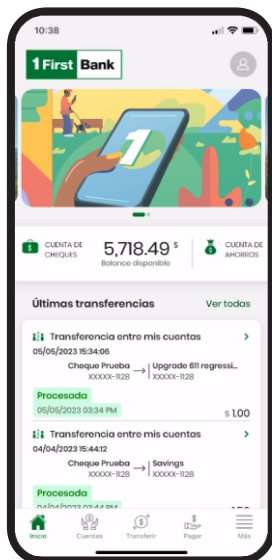 10:38
1 First Bank
1
CUENTA DE CHEQUES
5,718.49 $
Balance disponible
CUENTA DE AHORROS
Últimas transferencias
Ver todas
Transferencia entre mis cuentas >
05/05/2023 15:34:06
Cheque Prueba → Upgrade 611 regressi...
XXXXX-1128 XXXXX-1128
Procesada
05/05/2023 03:34 PM
$ 1.00
Transferencia entre mis cuentas >
04/04/2023 15:44:12
Cheque Prueba → Savings
XXXXX-1128 XXXXX-1128
Procesada
Inicio Cuentas Transferir Pagar Más